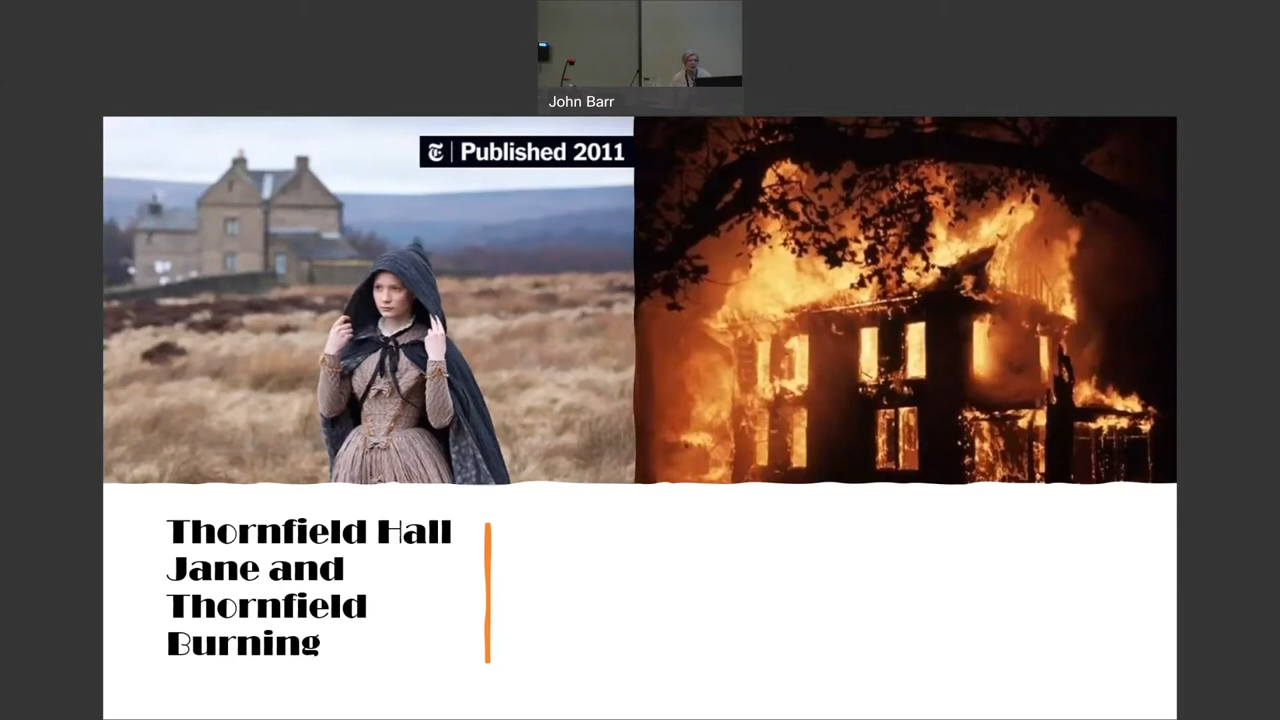 John Barr
T | Published 2011
Thornfield Hall
Jane and
Thornfield
Burning